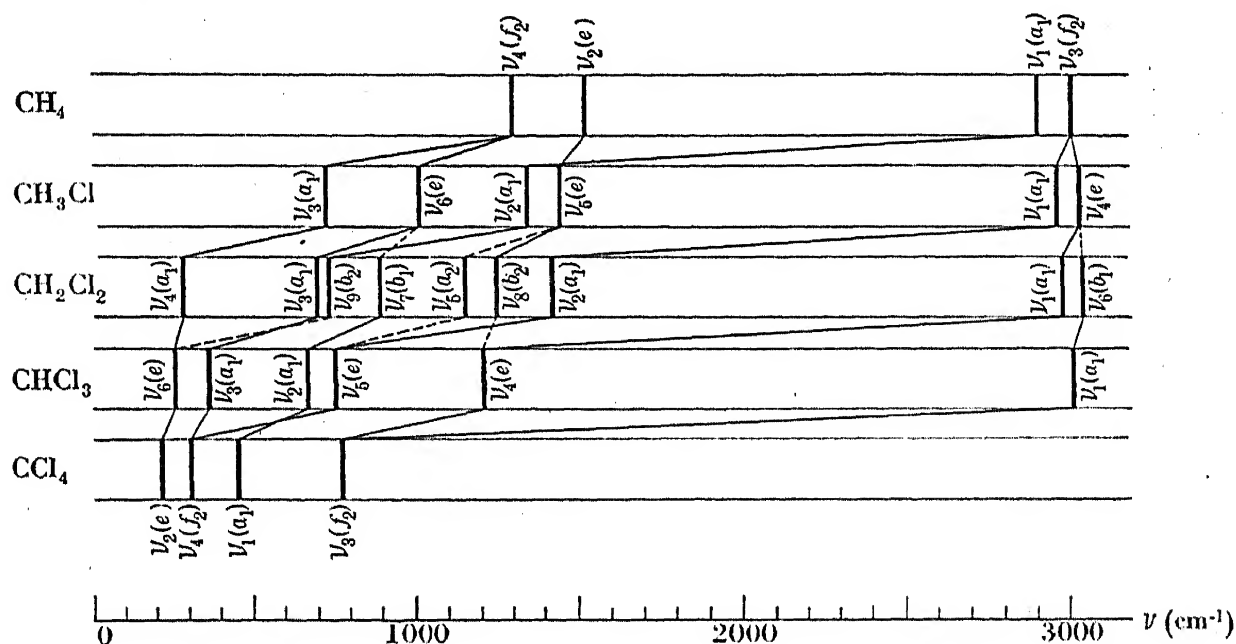 ν₄(f₂) ν₂(e) ν₁(a₁) ν₃(f₂)
CH₄
CH₃Cl
ν₃(a₁) ν₆(e) ν₂(a₁) ν₅(e) ν₁(a₁) ν₄(e)
CH₂Cl₂
ν₄(a₁) ν₃(a₁) ν₉(b₂) ν₇(b₁) ν₅(a₂) ν₈(b₂) ν₂(a₁) ν₁(a₁) ν₆(b₁)
CHCl₃
ν₆(e) ν₃(a₁) ν₂(a₁) ν₅(e) ν₄(e) ν₁(a₁)
CCl₄
ν₂(e) ν₄(f₂) ν₁(a₁) ν₃(f₂)
0 1000 2000 3000 ν (cm⁻¹)